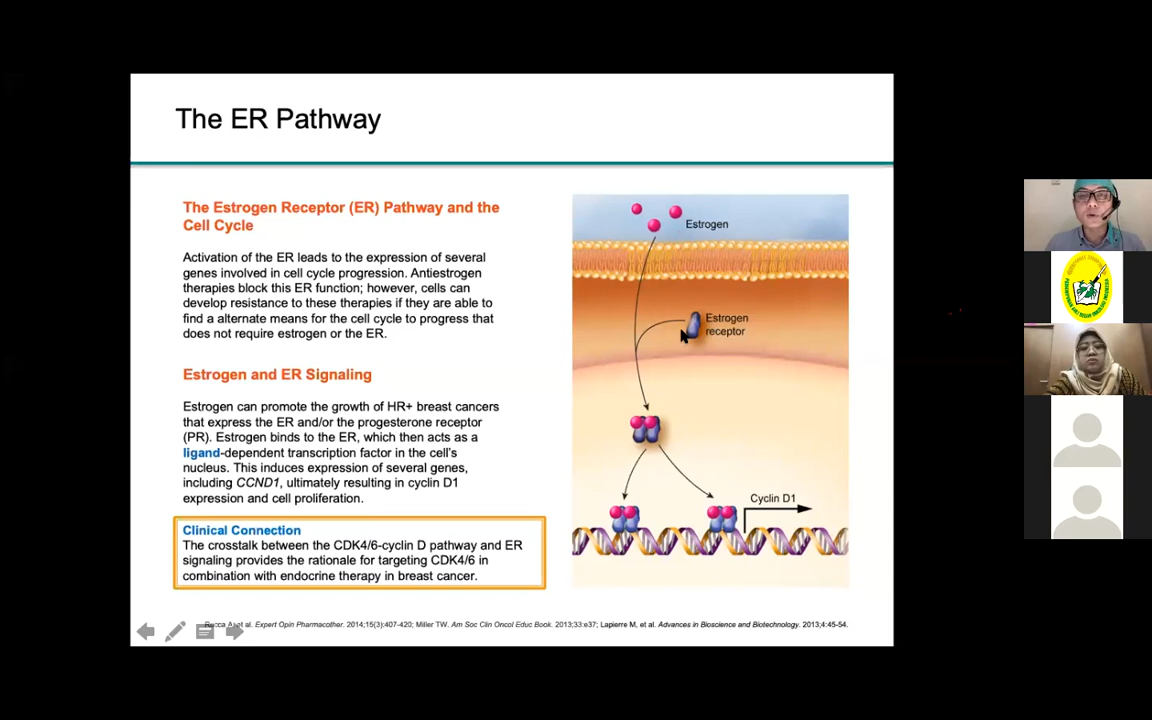 The ER Pathway
The Estrogen Receptor (ER) Pathway and the
Cell Cycle
Activation of the ER leads to the expression of several
genes involved in cell cycle progression. Antiestrogen
therapies block this ER function; however, cells can
develop resistance to these therapies if they are able to
find a alternate means for the cell cycle to progress that
does not require estrogen or the ER.
Estrogen and ER Signaling
Estrogen can promote the growth of HR+ breast cancers
that express the ER and/or the progesterone receptor
(PR). Estrogen binds to the ER, which then acts as a
ligand-dependent transcription factor in the cell's
nucleus. This induces expression of several genes,
including CCND1, ultimately resulting in cyclin D1
expression and cell proliferation.
Clinical Connection
The crosstalk between the CDK4/6-cyclin D pathway and ER
signaling provides the rationale for targeting CDK4/6 in
combination with endocrine therapy in breast cancer.
Estrogen
Estrogen
receptor
Cyclin D1
et al. Expert Opin Pharmacother. 2014;15(3):407-420; Miller TW. Am Soc Clin Oncol Educ Book. 2013;33:e37; Lapierre M, et al. Advances in Bioscience and Biotechnology. 2013;4:45-54.